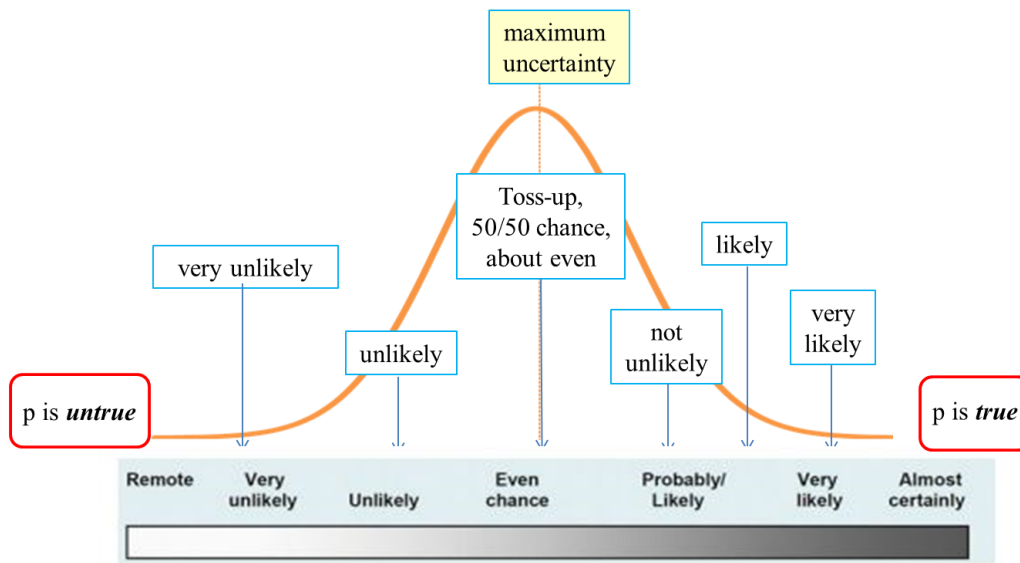 maximum
uncertainty
Toss-up,
50/50 chance,
about even
likely
very unlikely
very
likely
not
unlikely
unlikely
p is untrue
p is true
Remote
Very
unlikely
Unlikely
Even
chance
Probably/
Likely
Very
likely
Almost
certainly